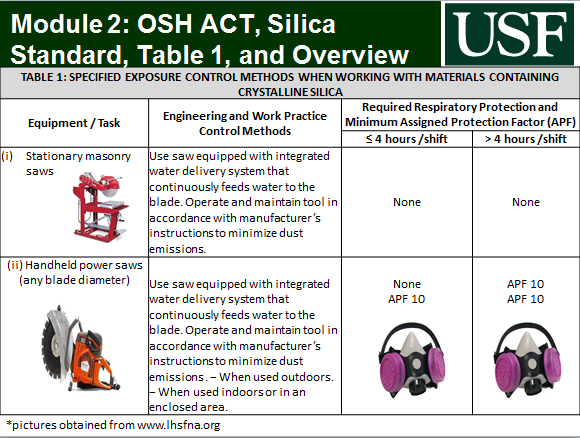 Module 2: OSH ACT, Silica
Standard, Table 1, and Overview
USF
TABLE 1: SPECIFIED EXPOSURE CONTROL METHODS WHEN WORKING WITH MATERIALS CONTAINING
CRYSTALLINE SILICA
Equipment / Task
Engineering and Work Practice
Control Methods
Required Respiratory Protection and
Minimum Assigned Protection Factor (APF)
≤ 4 hours /shift
> 4 hours /shift
(i) Stationary masonry
saws
Use saw equipped with integrated
water delivery system that
continuously feeds water to the
blade. Operate and maintain tool in
accordance with manufacturer’s
instructions to minimize dust
emissions.
None
None
(ii) Handheld power saws
(any blade diameter)
Use saw equipped with integrated
water delivery system that
continuously feeds water to the
blade. Operate and maintain tool in
accordance with manufacturer’s
instructions to minimize dust
emissions . – When used outdoors.
– When used indoors or in an
enclosed area.
None
APF 10
APF 10
APF 10
*pictures obtained from www.lhsfna.org